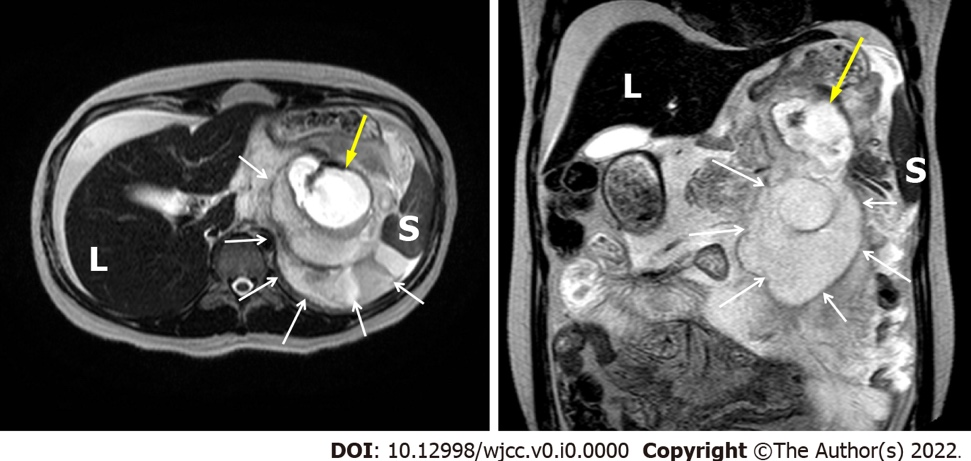 L
S
L
S
DOI: 10.12998/wjcc.v0.i0.0000 Copyright ©The Author(s) 2022.